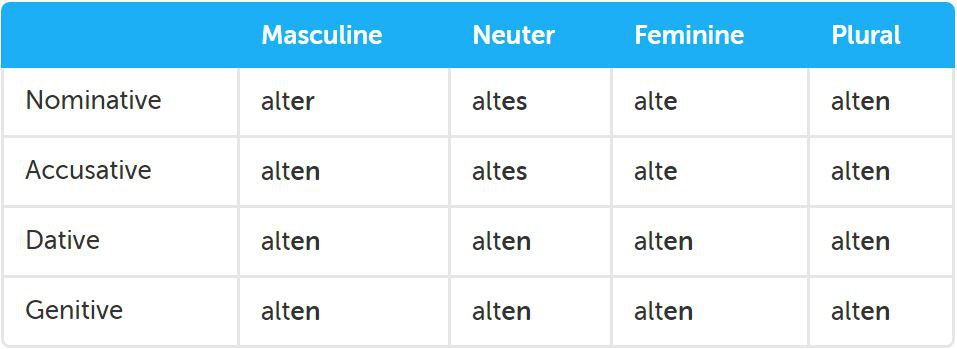 Masculine Neuter Feminine Plural
Nominative alter altes alte alten
Accusative alten altes alte alten
Dative alten alten alten alten
Genitive alten alten alten alten